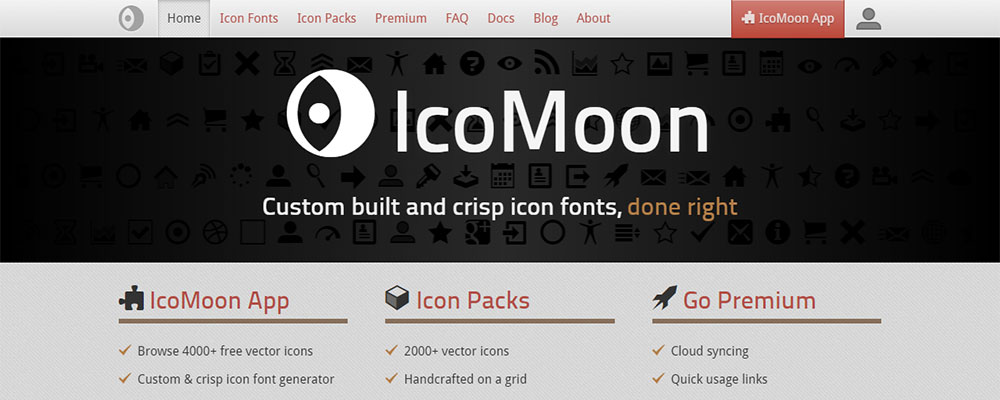 Home Icon Fonts Icon Packs Premium FAQ Docs Blog About IcoMoon App
IcoMoon
Custom built and crisp icon fonts, done right
IcoMoon App
Browse 4000+ free vector icons
Custom & crisp icon font generator
Icon Packs
2000+ vector icons
Handcrafted on a grid
Go Premium
Cloud syncing
Quick usage links